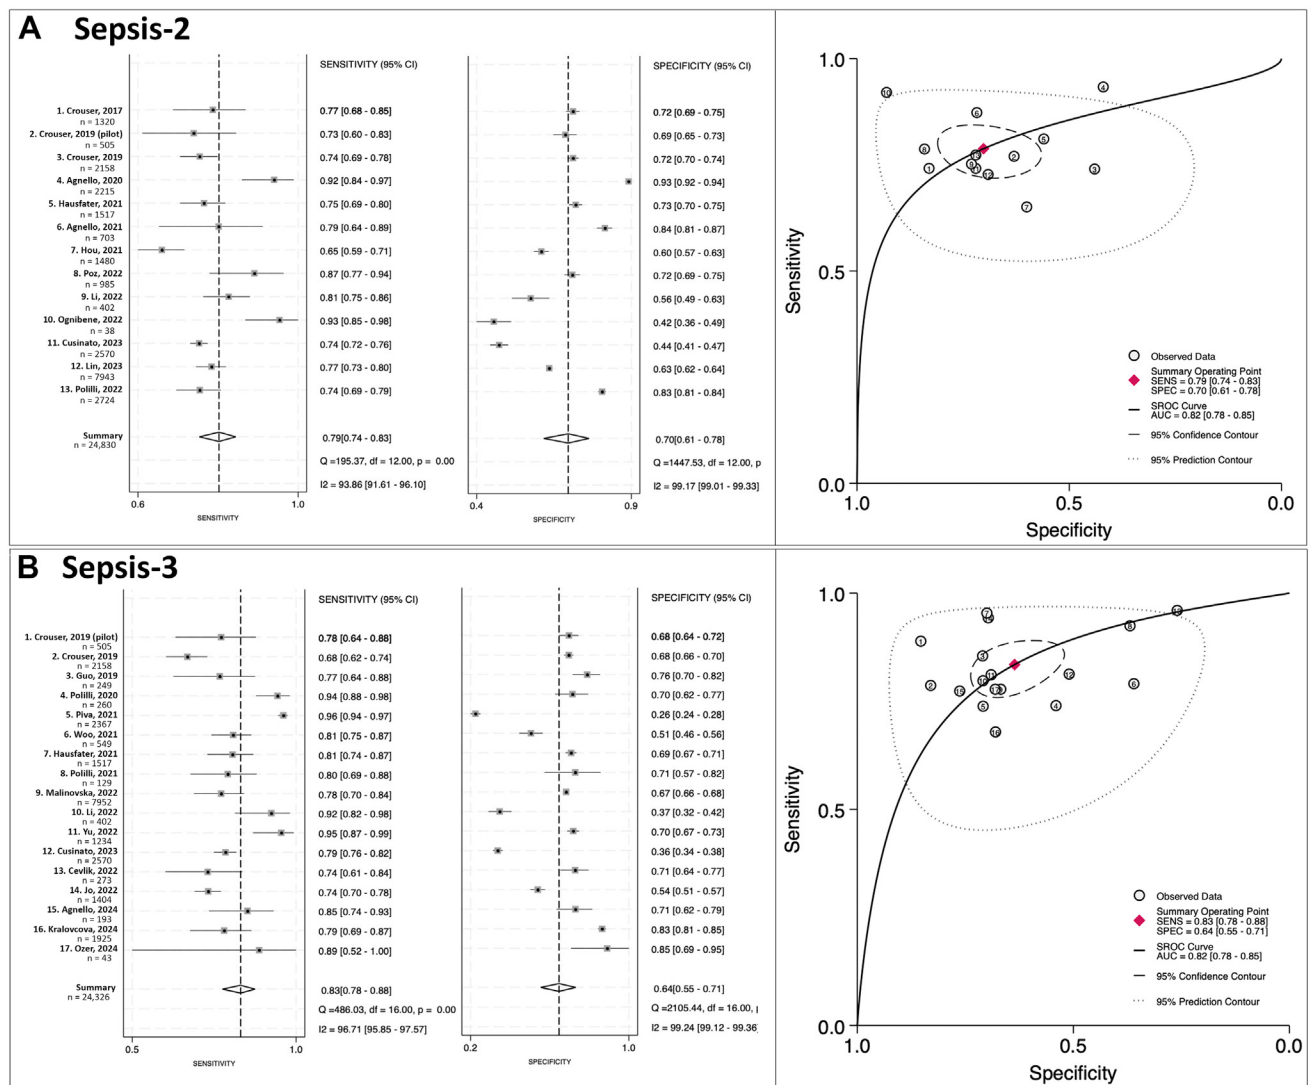 A Sepsis-2
SENSITIVITY (95% CI)
SPECIFICITY (95% CI)
1. Crouser, 2017
n = 1320
0.77 [0.68 - 0.85]
0.72 [0.69 - 0.75]
2. Crouser, 2019 (pilot)
n = 505
0.73 [0.60 - 0.83]
0.69 [0.65 - 0.73]
3. Crouser, 2019
n = 2158
0.74 [0.69 - 0.78]
0.72 [0.70 - 0.74]
4. Agnello, 2020
n = 2215
0.92 [0.84 - 0.97]
0.93 [0.92 - 0.94]
5. Hausfater, 2021
n = 1517
0.75 [0.69 - 0.80]
0.73 [0.70 - 0.75]
6. Agnello, 2021
n = 703
0.79 [0.64 - 0.89]
0.84 [0.81 - 0.87]
7. Hou, 2021
n = 1480
0.65 [0.59 - 0.71]
0.60 [0.57 - 0.63]
8. Poz, 2022
n = 985
0.87 [0.77 - 0.94]
0.72 [0.69 - 0.75]
9. Li, 2022
n = 402
0.81 [0.75 - 0.86]
0.56 [0.49 - 0.63]
10. Ognibene, 2022
n = 38
0.93 [0.85 - 0.98]
0.42 [0.36 - 0.49]
11. Cusinato, 2023
n = 2570
0.74 [0.72 - 0.76]
0.44 [0.41 - 0.47]
12. Lin, 2023
n = 7943
0.77 [0.73 - 0.80]
0.63 [0.62 - 0.64]
13. Polilli, 2022
n = 2724
0.74 [0.69 - 0.79]
0.83 [0.81 - 0.84]
Summary
n = 24,830
0.79[0.74 - 0.83]
0.70[0.61 - 0.78]
Q =195.37, df = 12.00, p = 0.00
Q =1447.53, df = 12.00, p
I2 = 93.86 [91.61 - 96.10]
I2 = 99.17 [99.01 - 99.33]
0.6
1.0
0.4
0.9
SENSITIVITY
SPECIFICITY
1.0
0.5
0.0
Sensitivity
10
4
6
8
5
2
9
1
12
3
7
Observed Data
Summary Operating Point
SENS = 0.79 [0.74 - 0.83]
SPEC = 0.70 [0.61 - 0.78]
SROC Curve
AUC = 0.82 [0.78 - 0.85]
95% Confidence Contour
95% Prediction Contour
1.0
0.5
0.0
Specificity
B Sepsis-3
SENSITIVITY (95% CI)
SPECIFICITY (95% CI)
1. Crouser, 2019 (pilot)
n = 505
0.78 [0.64 - 0.88]
0.68 [0.64 - 0.72]
2. Crouser, 2019
n = 2158
0.68 [0.62 - 0.74]
0.68 [0.66 - 0.70]
3. Guo, 2019
n = 249
0.77 [0.64 - 0.88]
0.76 [0.70 - 0.82]
4. Polilli, 2020
n = 260
0.94 [0.88 - 0.98]
0.70 [0.62 - 0.77]
5. Piva, 2021
n = 2367
0.96 [0.94 - 0.97]
0.26 [0.24 - 0.28]
6. Woo, 2021
n = 549
0.81 [0.75 - 0.87]
0.51 [0.46 - 0.56]
7. Hausfater, 2021
n = 1517
0.81 [0.74 - 0.87]
0.69 [0.67 - 0.71]
8. Polilli, 2021
n = 129
0.80 [0.69 - 0.88]
0.71 [0.57 - 0.82]
9. Malinovska, 2022
n = 7952
0.78 [0.70 - 0.84]
0.67 [0.66 - 0.68]
10. Li, 2022
n = 402
0.92 [0.82 - 0.98]
0.37 [0.32 - 0.42]
11. Yu, 2022
n = 1234
0.95 [0.87 - 0.99]
0.70 [0.67 - 0.73]
12. Cusinato, 2023
n = 2570
0.79 [0.76 - 0.82]
0.36 [0.34 - 0.38]
13. Cevlik, 2022
n = 273
0.74 [0.61 - 0.84]
0.71 [0.64 - 0.77]
14. Jo, 2022
n = 1404
0.74 [0.70 - 0.78]
0.54 [0.51 - 0.57]
15. Agnello, 2024
n = 193
0.85 [0.74 - 0.93]
0.71 [0.62 - 0.79]
16. Kralovcova, 2024
n = 1925
0.79 [0.69 - 0.87]
0.83 [0.81 - 0.85]
17. Ozer, 2024
n = 43
0.89 [0.52 - 1.00]
0.85 [0.69 - 0.95]
Summary
n = 24,326
0.83[0.78 - 0.88]
0.64[0.55 - 0.71]
Q =486.03, df = 16.00, p = 0.00
Q =2105.44, df = 16.00,
I2 = 96.71 [95.85 - 97.57]
I2 = 99.24 [99.12 - 99.36
0.5
1.0
0.2
1.0
SENSITIVITY
SPECIFICITY
1.0
0.5
0.0
Sensitivity
7
14
1
8
3
11
12
2
15
6
5
4
16
Observed Data
Summary Operating Point
SENS = 0.83 [0.78 - 0.88]
SPEC = 0.64 [0.55 - 0.71]
SROC Curve
AUC = 0.82 [0.78 - 0.85]
95% Confidence Contour
95% Prediction Contour
1.0
0.5
0.0
Specificity